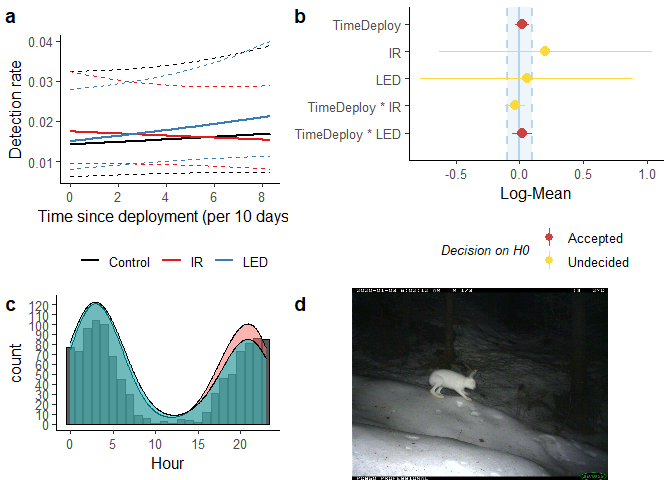 a
0.04
0.03
0.02
0.01
Detection rate
0 2 4 6 8
Time since deployment (per 10 days
Control IR LED
b
TimeDeploy
IR
LED
TimeDeploy * IR
TimeDeploy * LED
-0.5 0.0 0.5 1.0
Log-Mean
Decision on H0
Accepted
Undecided
c
120
110
100
90
80
70
60
50
40
30
20
10
0
count
0 5 10 15 20
Hour
d